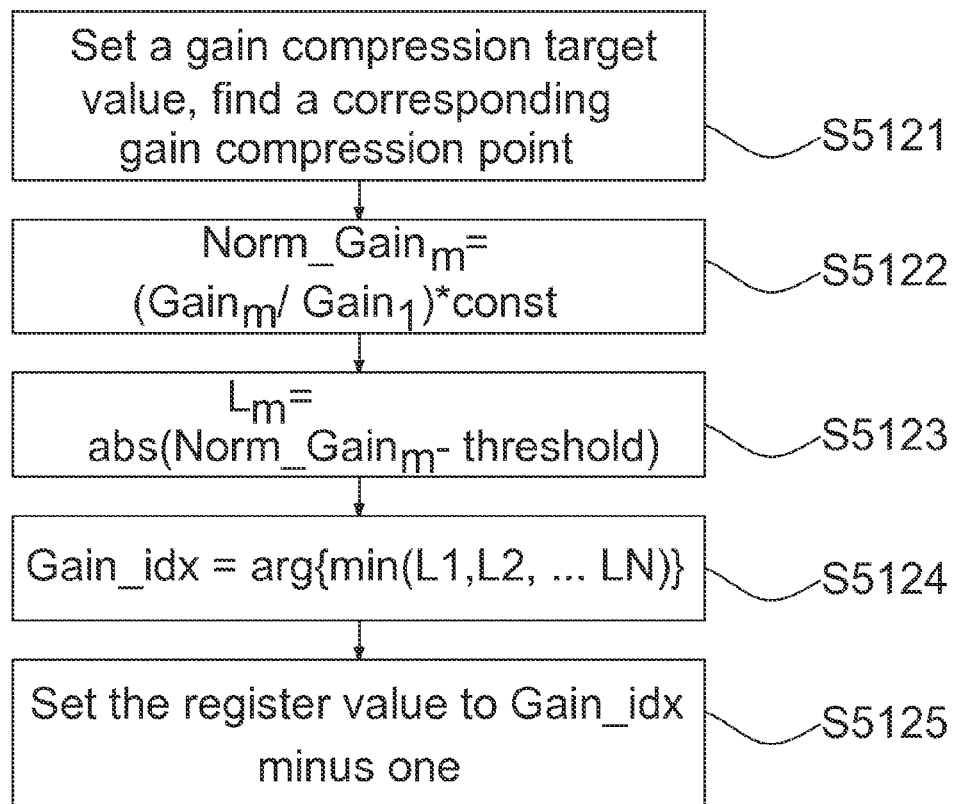 Set a gain compression target
value, find a corresponding
gain compression point
S5121
Norm_Gainm=
(Gainm/ Gain1)*const
S5122
Lm=
abs(Norm_Gainm- threshold)
S5123
Gain_idx = arg{min(L1,L2, ... LN)}
S5124
Set the register value to Gain_idx
minus one
S5125